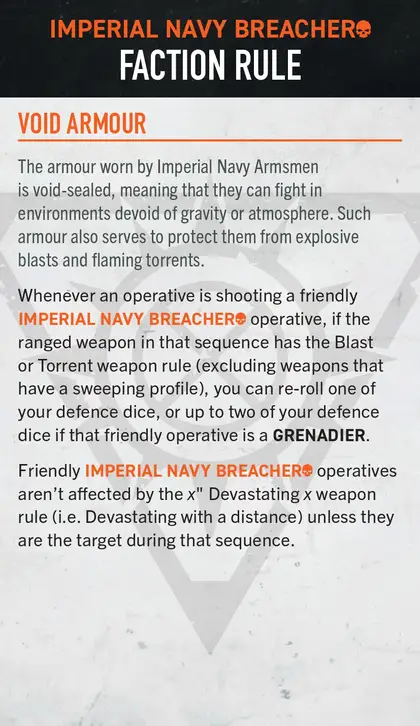 IMPERIAL NAVY BREACHER
FACTION RULE
VOID ARMOUR
The armour worn by Imperial Navy Armsmen
is void-sealed, meaning that they can fight in
environments devoid of gravity or atmosphere. Such
armour also serves to protect them from explosive
blasts and flaming torrents.
Whenever an operative is shooting a friendly
IMPERIAL NAVY BREACHER operative, if the
ranged weapon in that sequence has the Blast
or Torrent weapon rule (excluding weapons that
have a sweeping profile), you can re-roll one of
your defence dice, or up to two of your defence
dice if that friendly operative is a GRENADIER.
Friendly IMPERIAL NAVY BREACHER operatives
aren’t affected by the x" Devastating x weapon
rule (i.e. Devastating with a distance) unless they
are the target during that sequence.